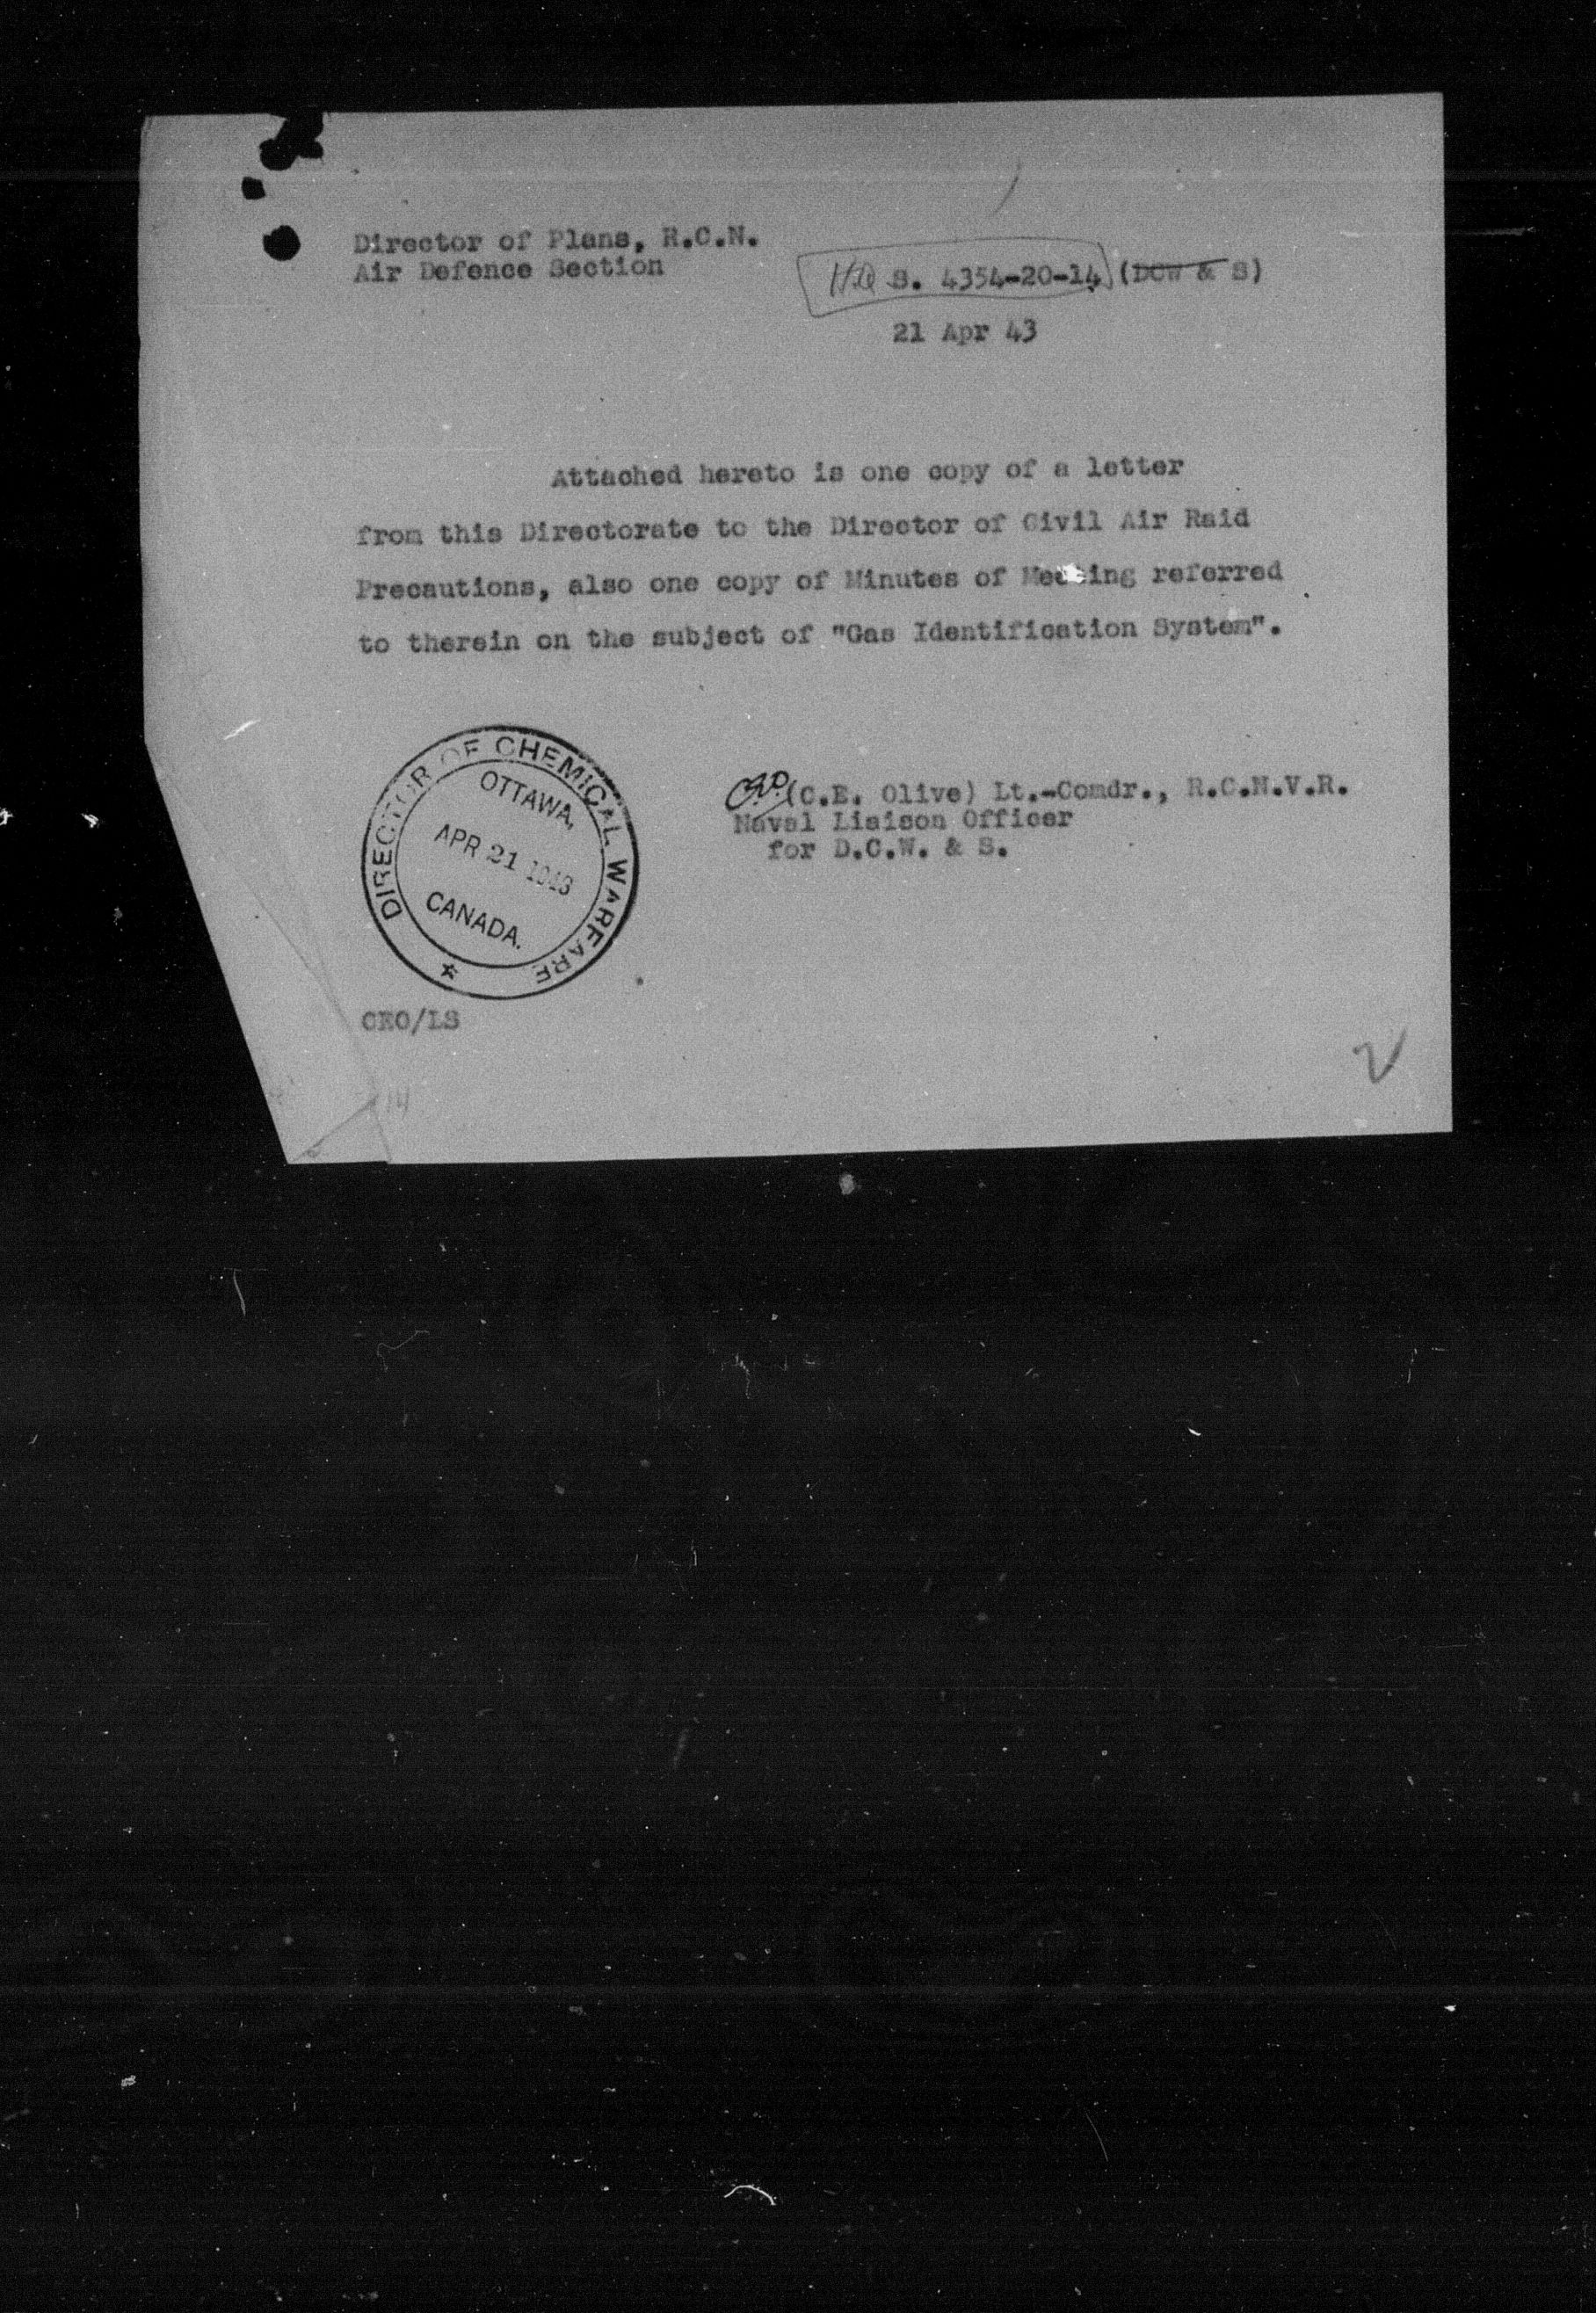 Director of Plans, R.C.N.
Air Defence Section
HQ S. 4354-20-14 (DCW & S)
21 Apr 43
Attached hereto is one copy of a letter
from this Directorate to the Director of Civil Air Raid
Precautions, also one copy of Minutes of Meeting referred
to therein on the subject of "Gas Identification System".
DIRECTOR OF CHEMICAL WARFARE
OTTAWA,
APR 21 1943
CANADA.
(C.E. Olive) Lt.-Comdr., R.C.N.V.R.
Naval Liaison Officer
for D.C.W. & S.
CEO/LS
14